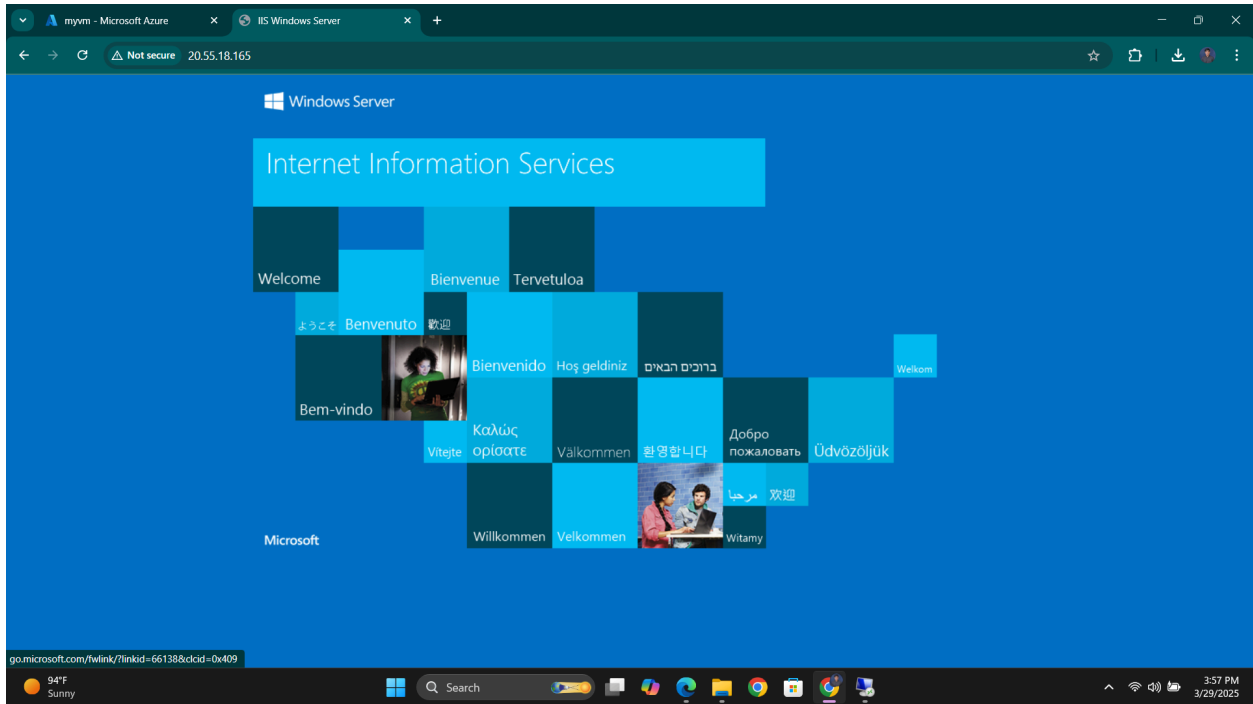 myvm - Microsoft Azure
IIS Windows Server
Not secure
20.55.18.165
Windows Server
Internet Information Services
Welcome
Bienvenue
Tervetuloa
ようこそ
Benvenuto
歡迎
Bienvenido
Hoş geldiniz
ברוכים הבאים
Welkom
Bem-vindo
Vítejte
Καλώς
ορίσατε
Välkommen
환영합니다
Добро
пожаловать
Üdvözöljük
مرحبا
欢迎
Microsoft
Willkommen
Velkommen
Witamy
go.microsoft.com/fwlink/?linkid=66138&clcid=0x409
94°F
Sunny
Search
3:57 PM
3/29/2025